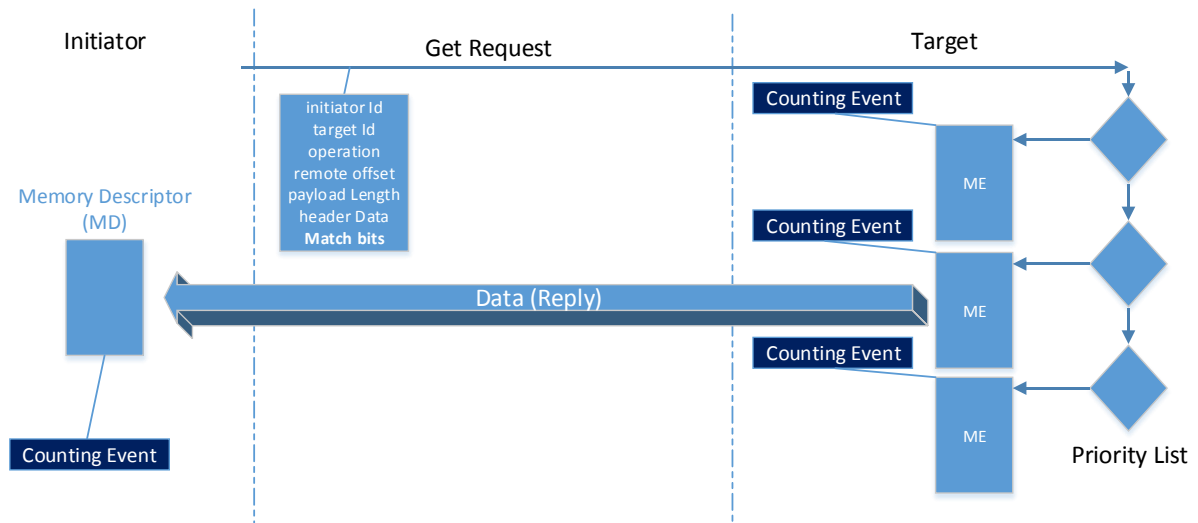 Initiator
Get Request
Target
initiator Id
target Id
operation
remote offset
payload Length
header Data
Match bits
Counting Event
ME
Memory Descriptor
(MD)
Counting Event
ME
Data (Reply)
Counting Event
ME
Counting Event
Priority List